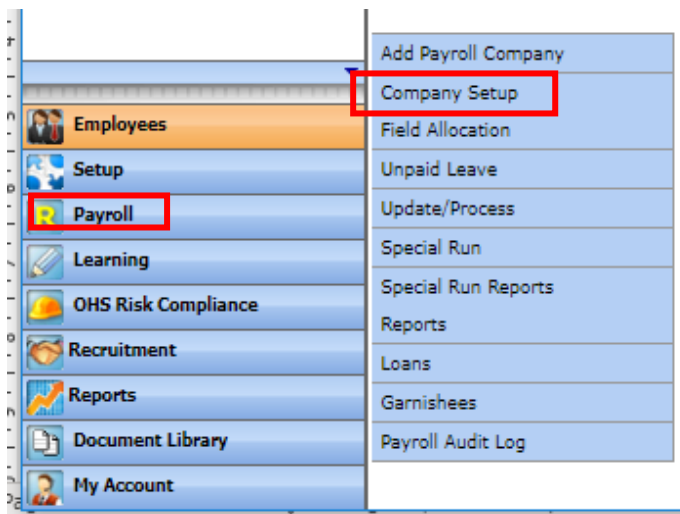 Employees
Setup
Payroll
Learning
OHS Risk Compliance
Recruitment
Reports
Document Library
My Account
Add Payroll Company
Company Setup
Field Allocation
Unpaid Leave
Update/Process
Special Run
Special Run Reports
Reports
Loans
Garnishees
Payroll Audit Log